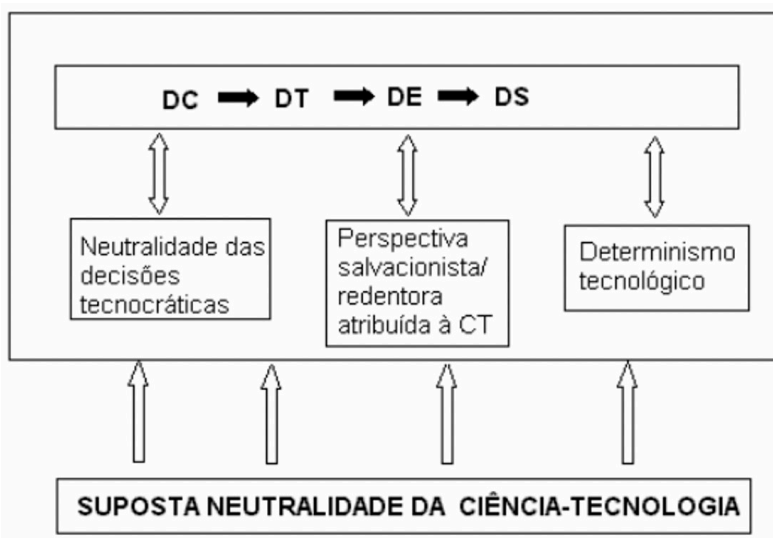 DC → DT → DE → DS
Neutralidade das
decisões
tecnocráticas
Perspectiva
salvacionista/
redentora
atribuída à CT
Determinismo
tecnológico
SUPOSTA NEUTRALIDADE DA CIÊNCIA-TECNOLOGIA